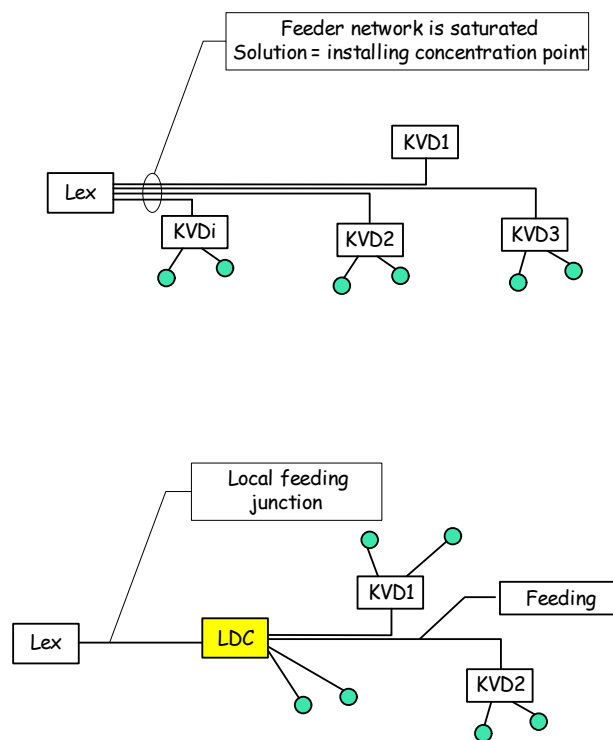 Feeder network is saturated
Solution = installing concentration point
KVD1
Lex
KVDi
KVD2
KVD3
Local feeding
junction
KVD1
Feeding
Lex
LDC
KVD2